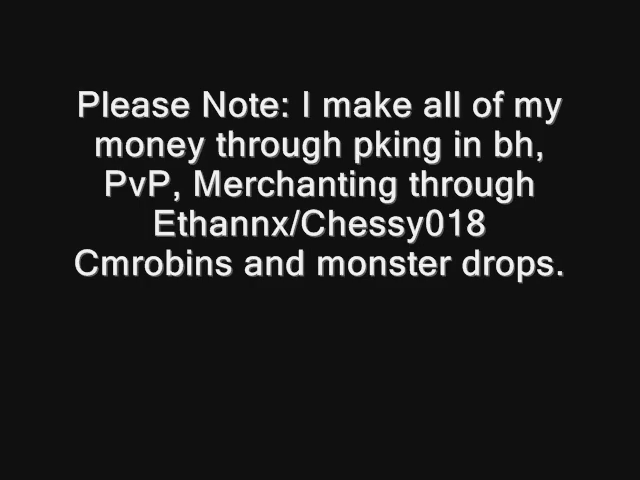 Please Note: I make all of my
money through pking in bh,
PvP, Merchanting through
Ethannx/Chessy018
Cmrobins and monster drops.